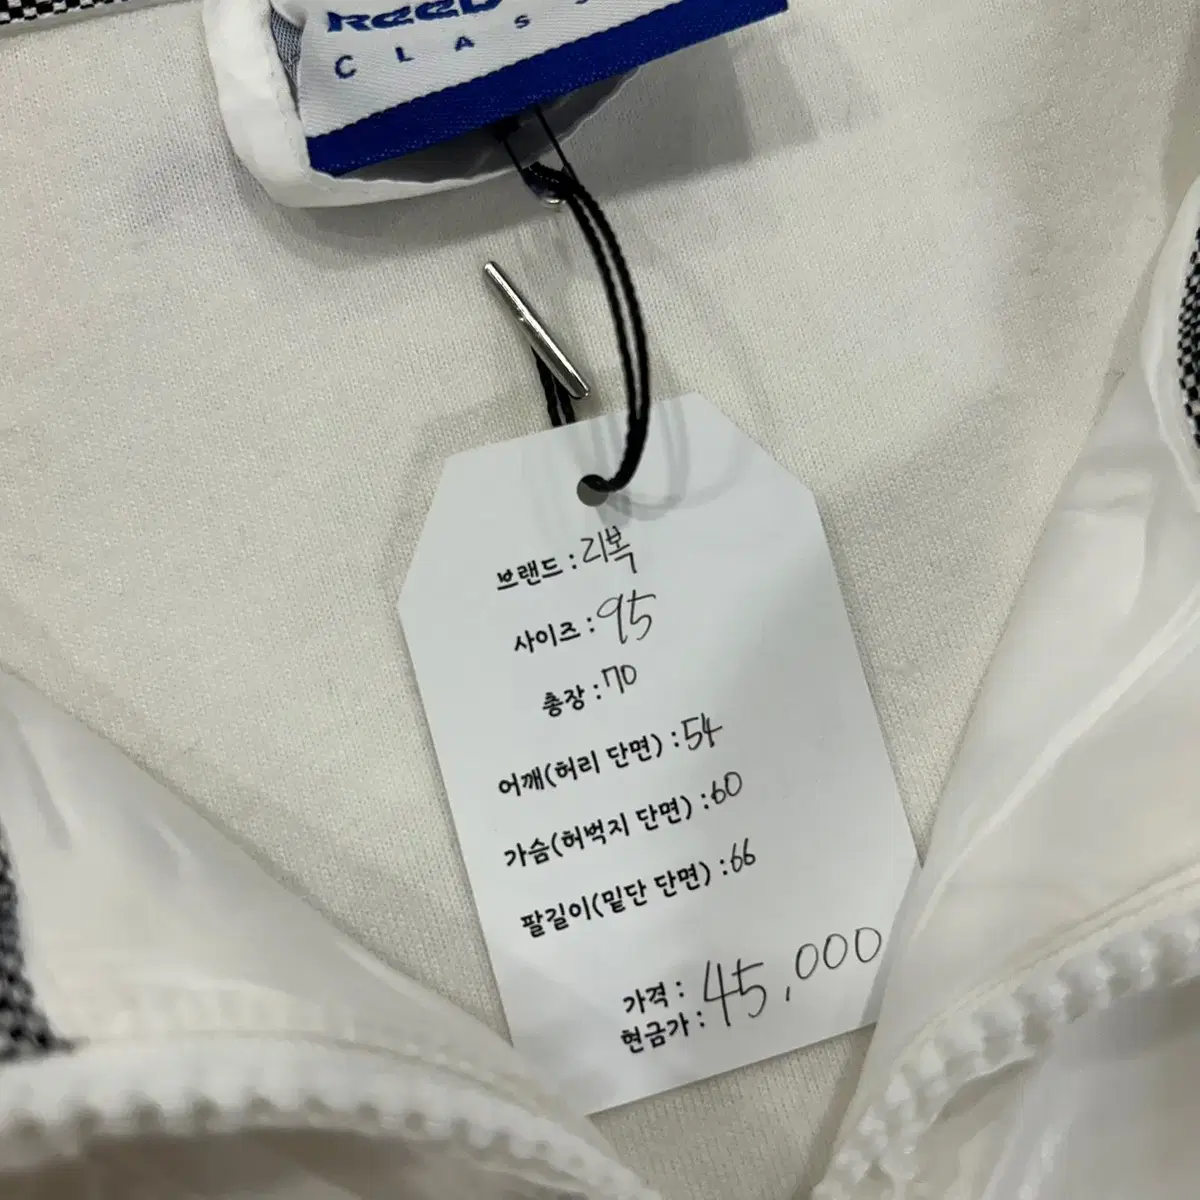 Reeb
CLASS
브랜드 : 리복
사이즈 : 95
총장 : 70
어깨(허리 단면) : 54
가슴(허벅지 단면) : 60
팔길이(밑단 단면) : 66
가격 : 45,000
현금가 :